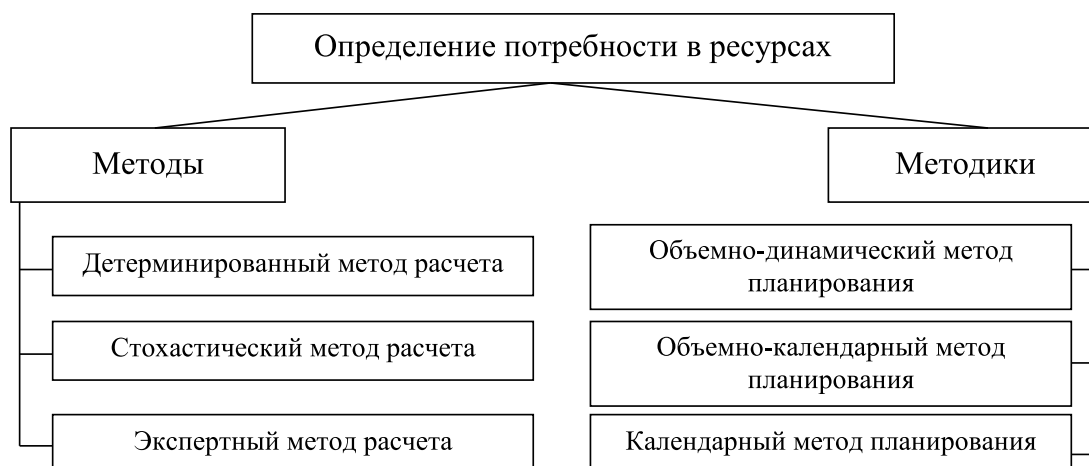 Определение потребности в ресурсах
Методы
Методики
Детерминированный метод расчета
Стохастический метод расчета
Экспертный метод расчета
Объемно-динамический метод
планирования
Объемно-календарный метод
планирования
Календарный метод планирования